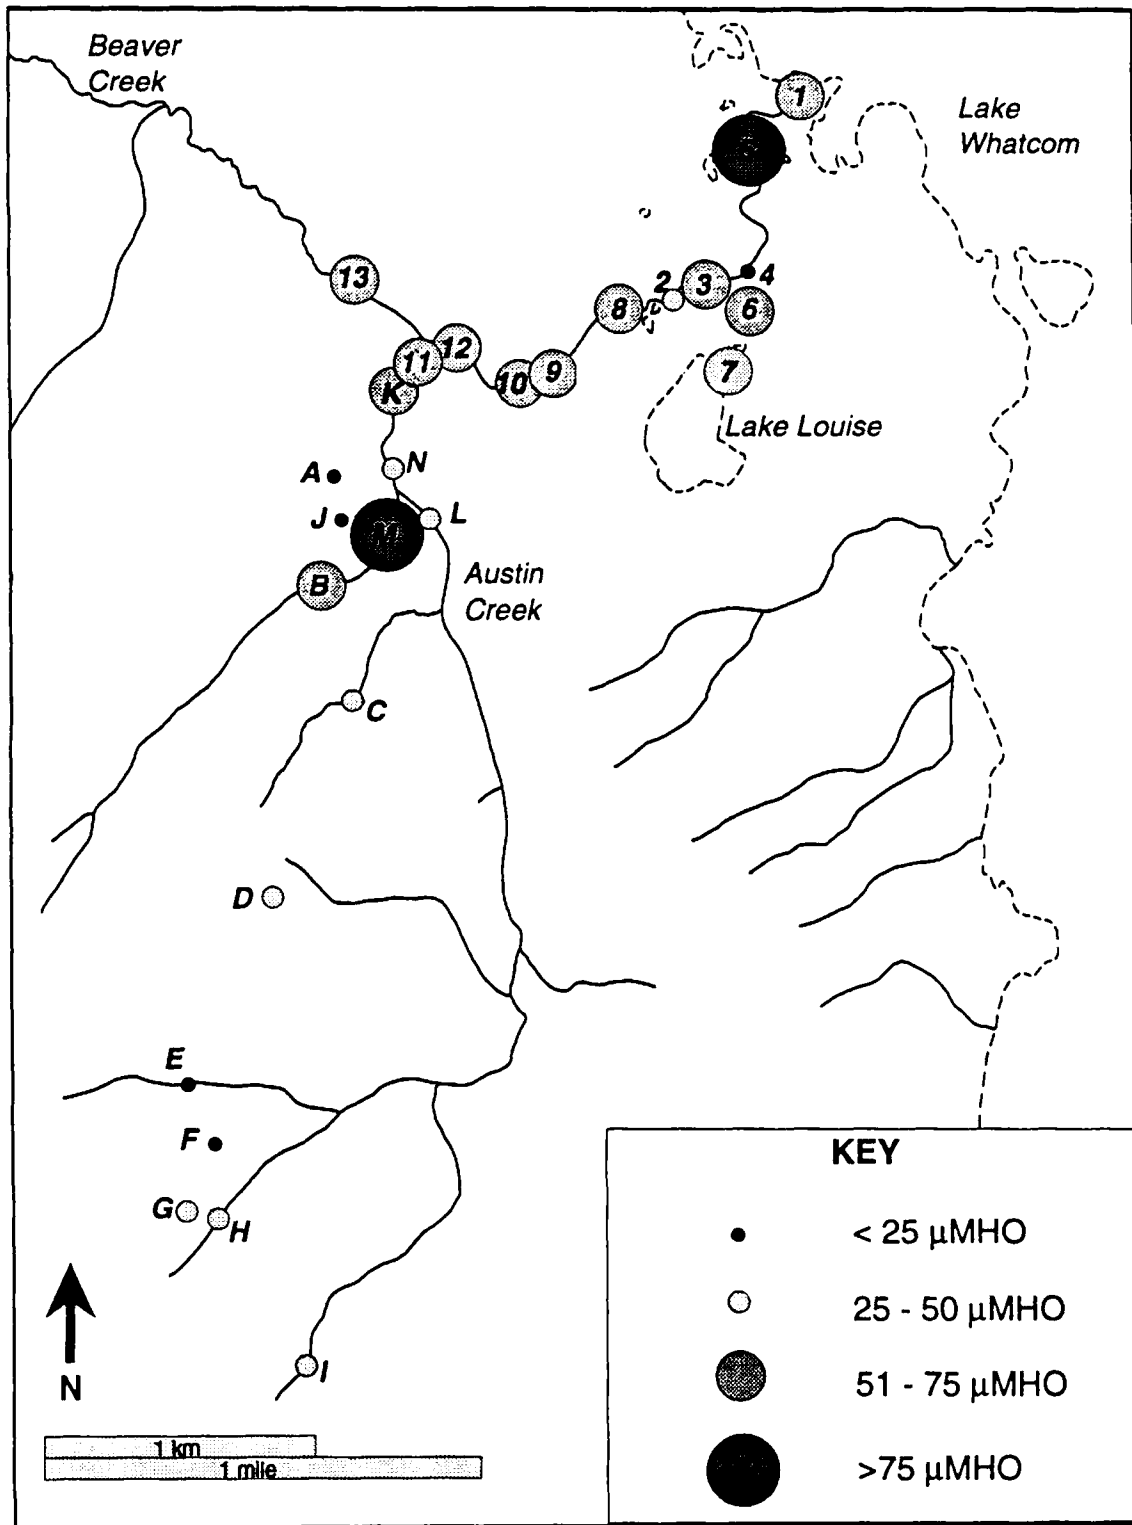 Beaver
Creek
1
Lake
Whatcom
13
2
3
4
8
6
12
11
10
9
7
K
Lake Louise
A
N
J
L
M
B
Austin
Creek
C
D
E
F
G
H
I
N
1 km
1 mile
KEY
< 25 µMHO
25 - 50 µMHO
51 - 75 µMHO
>75 µMHO